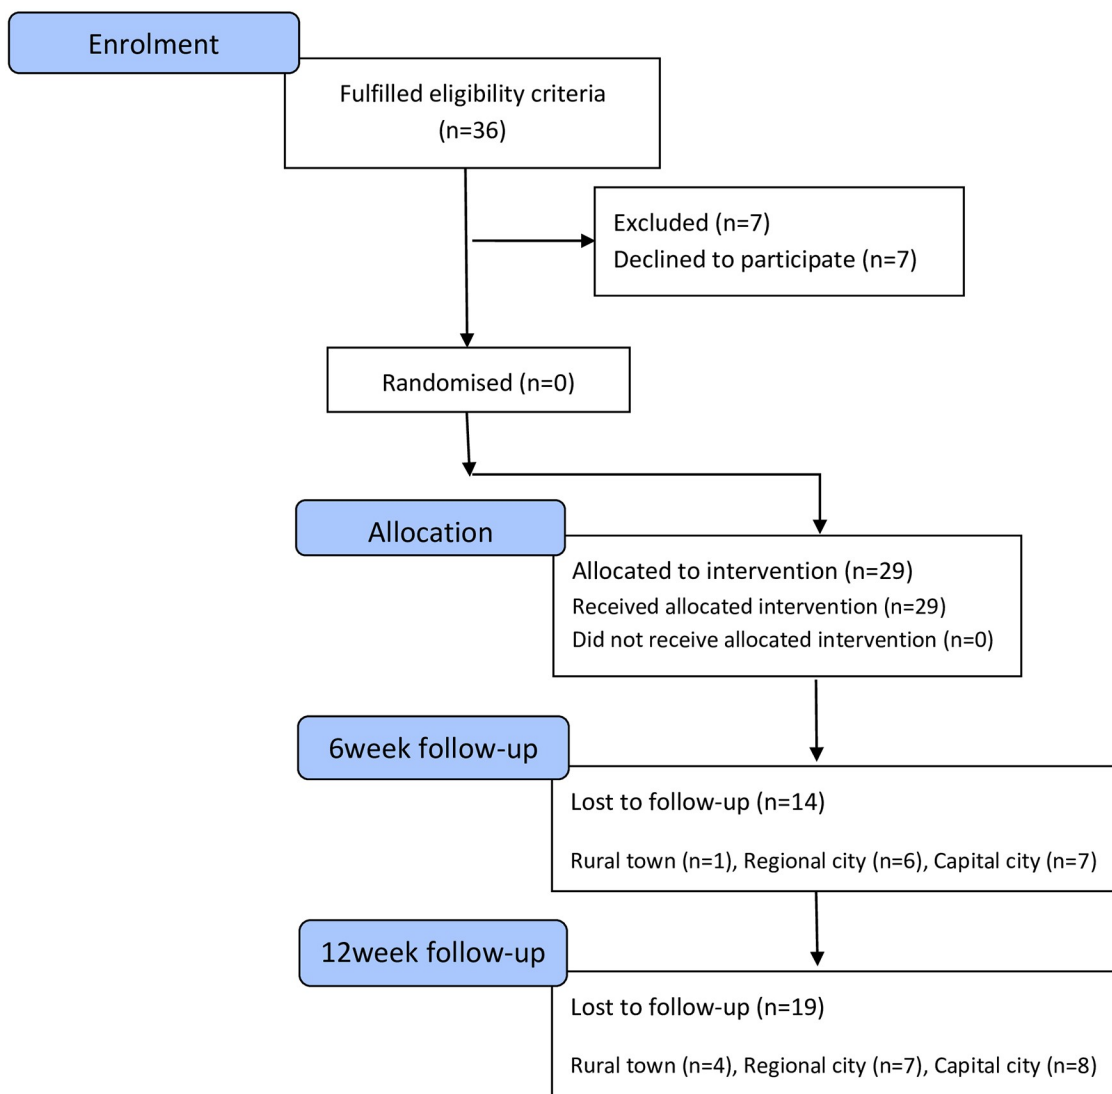 Enrolment
Fulfilled eligibility criteria
(n=36)
Excluded (n=7)
Declined to participate (n=7)
Randomised (n=0)
Allocation
Allocated to intervention (n=29)
Received allocated intervention (n=29)
Did not receive allocated intervention (n=0)
6week follow-up
Lost to follow-up (n=14)
Rural town (n=1), Regional city (n=6), Capital city (n=7)
12week follow-up
Lost to follow-up (n=19)
Rural town (n=4), Regional city (n=7), Capital city (n=8)